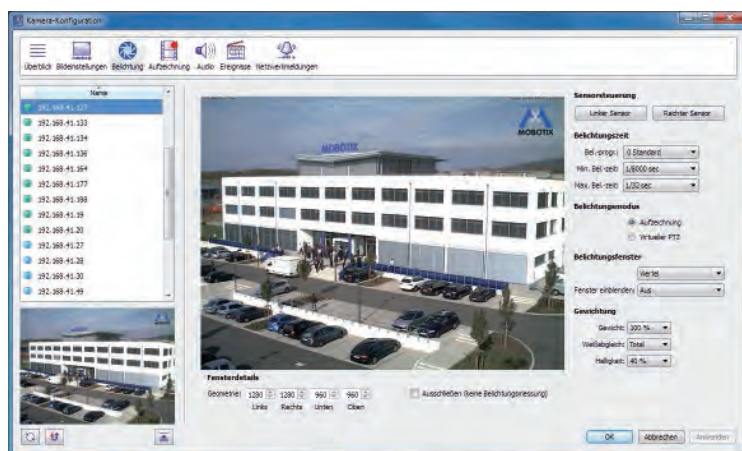 Kamera-Konfiguration
Überblick Bildeinstellungen Belichtung Aufzeichnung Audio Ereignisse Netzwerkmeldungen
Name
192.168.41.127
192.168.41.133
192.168.41.134
192.168.41.136
192.168.41.164
192.168.41.177
192.168.41.188
192.168.41.19
192.168.41.20
192.168.41.27
192.168.41.28
192.168.41.30
192.168.41.49
MOBOTIX
MOBOTIX
Fensterdetails
Geometrie: 1280 1280 960 960
Links Rechts Unten Oben
Ausschließen (keine Belichtungsmessung)
Sensorsteuerung
Linker Sensor Rechter Sensor
Belichtungszeit
Bel.-progr.: 0 Standard
Min. Bel.-zeit: 1/8000 sec
Max. Bel.-zeit: 1/32 sec
Belichtungsmodus
Aufzeichnung
Virtueller PTZ
Belichtungsfenster
Viertel
Fenster einblenden: Aus
Gewichtung
Gewicht: 100 %
Weißabgleich: Total
Helligkeit: 40 %
OK Abbrechen Anwenden